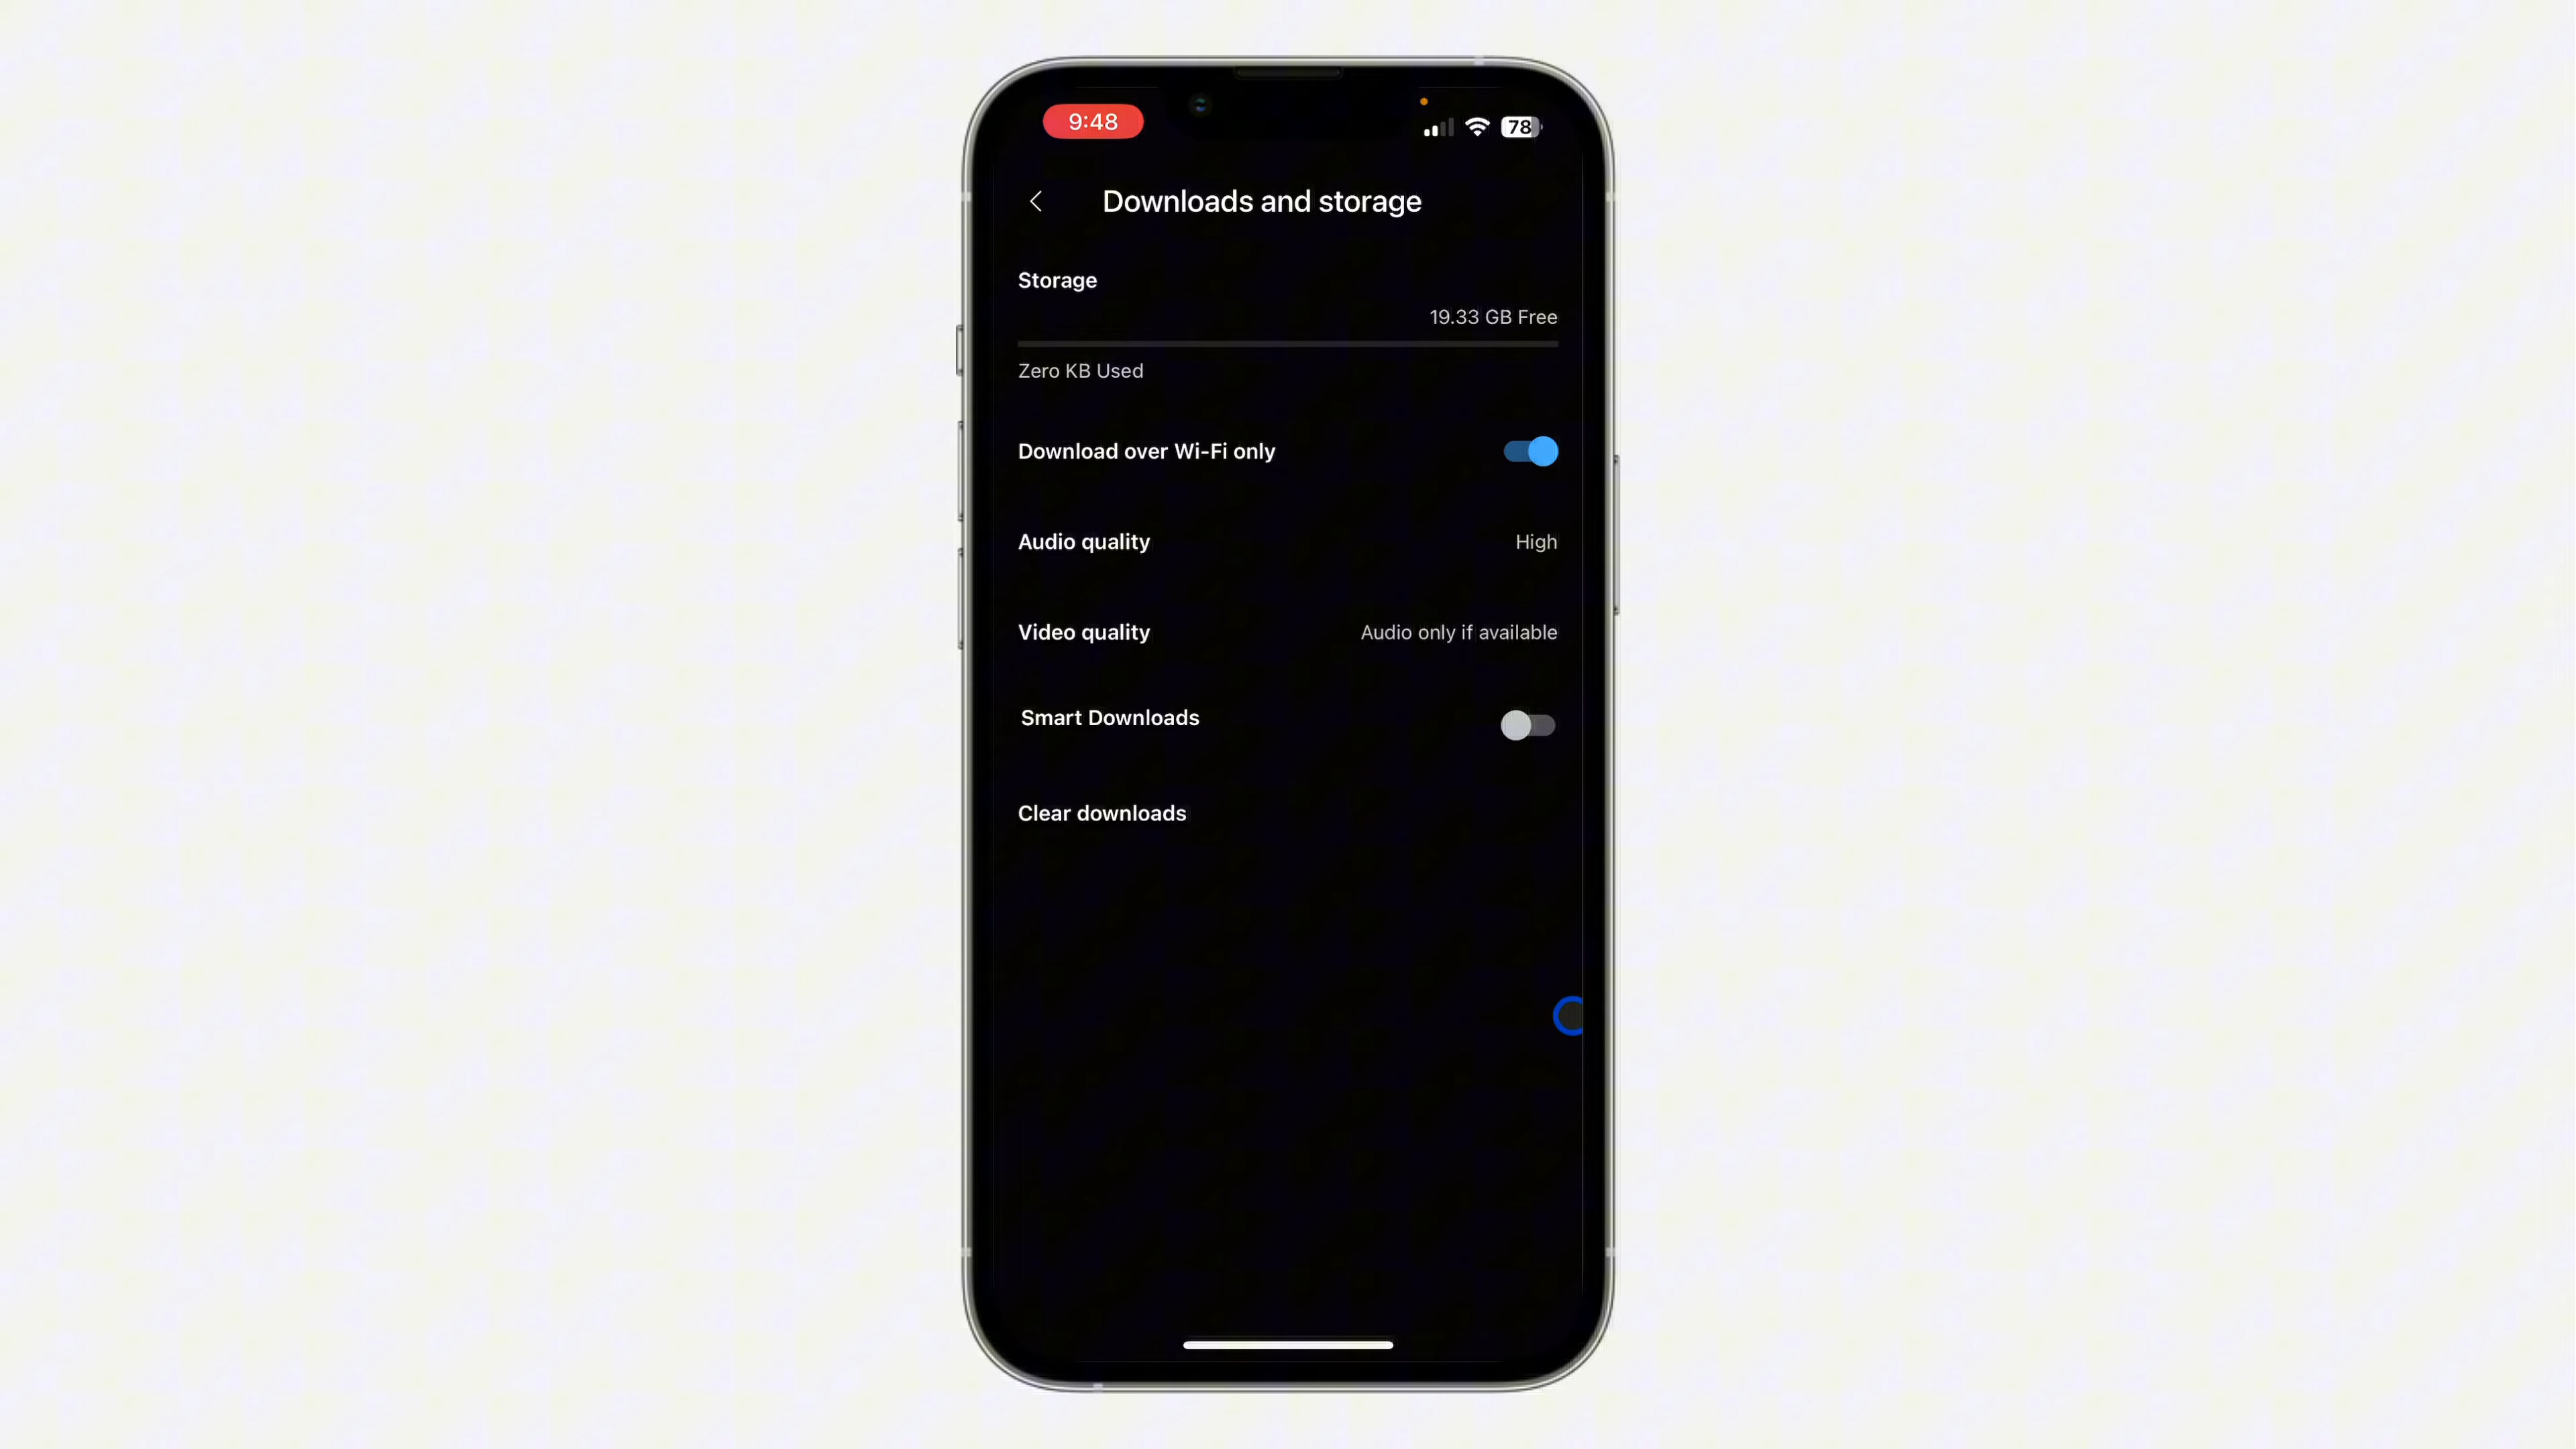 9:48
78
Downloads and storage
Storage
19.33 GB Free
Zero KB Used
Download over Wi-Fi only
Audio quality High
Video quality Audio only if available
Smart Downloads
Clear downloads